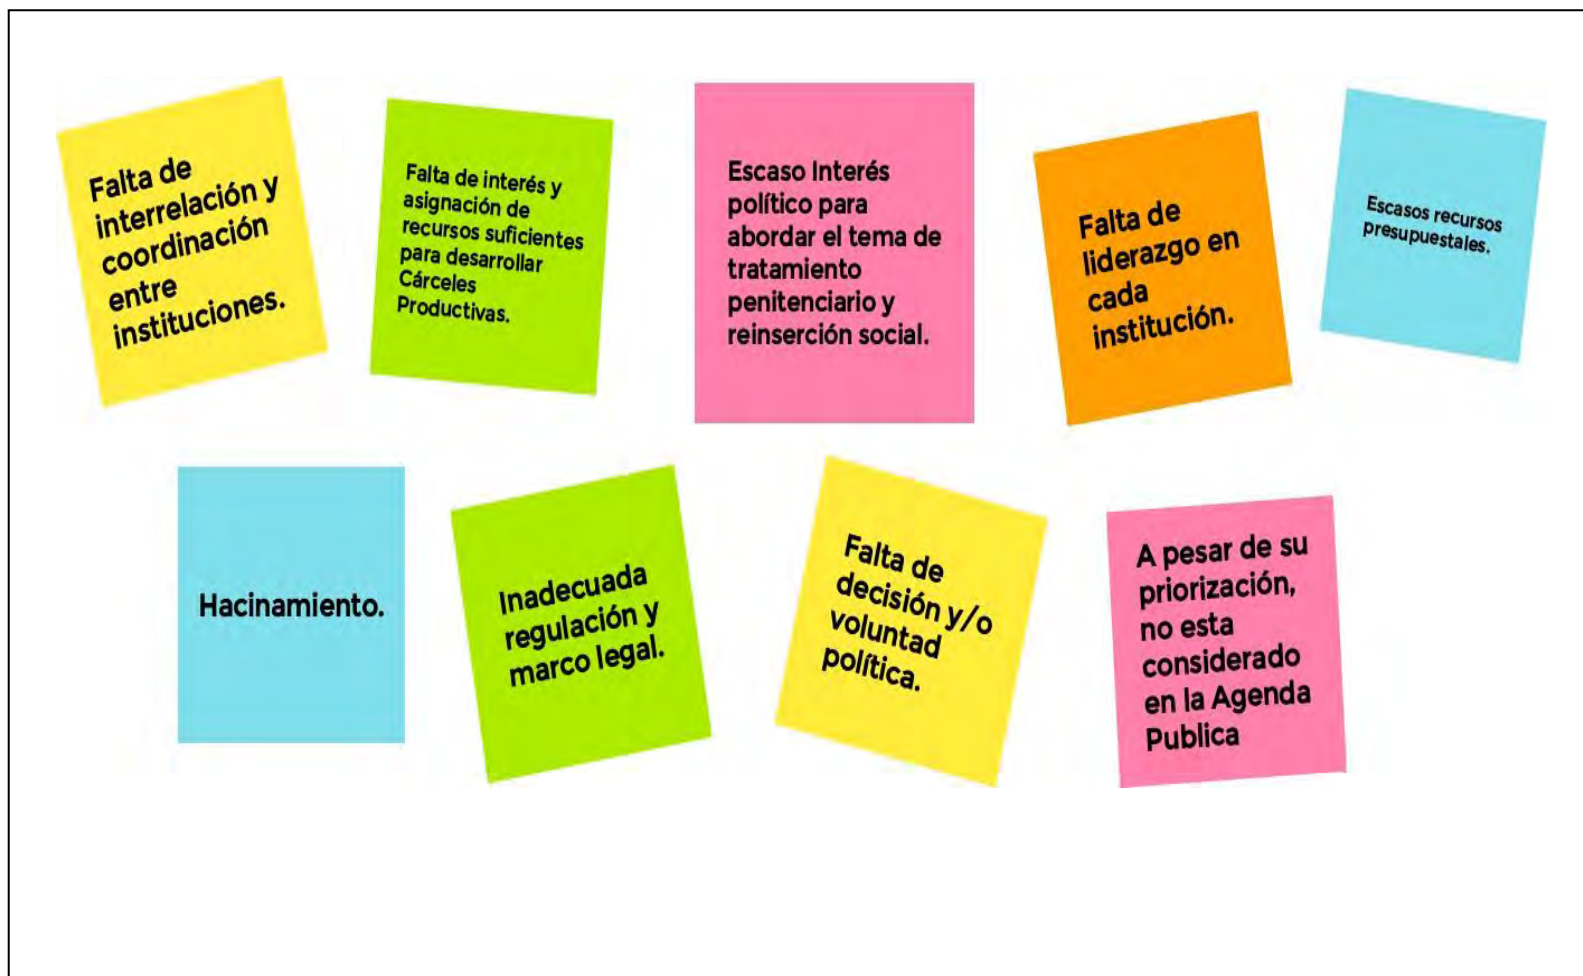 Falta de
interrelación y
coordinación
entre
instituciones.
Falta de interés y
asignación de
recursos suficientes
para desarrollar
Cárceles
Productivas.
Escaso Interés
político para
abordar el tema de
tratamiento
penitenciario y
reinserción social.
Falta de
liderazgo en
cada
institución.
Escasos recursos
presupuestales.
Hacinamiento.
Inadecuada
regulación y
marco legal.
Falta de
decisión y/o
voluntad
política.
A pesar de su
priorización,
no esta
considerado
en la Agenda
Publica